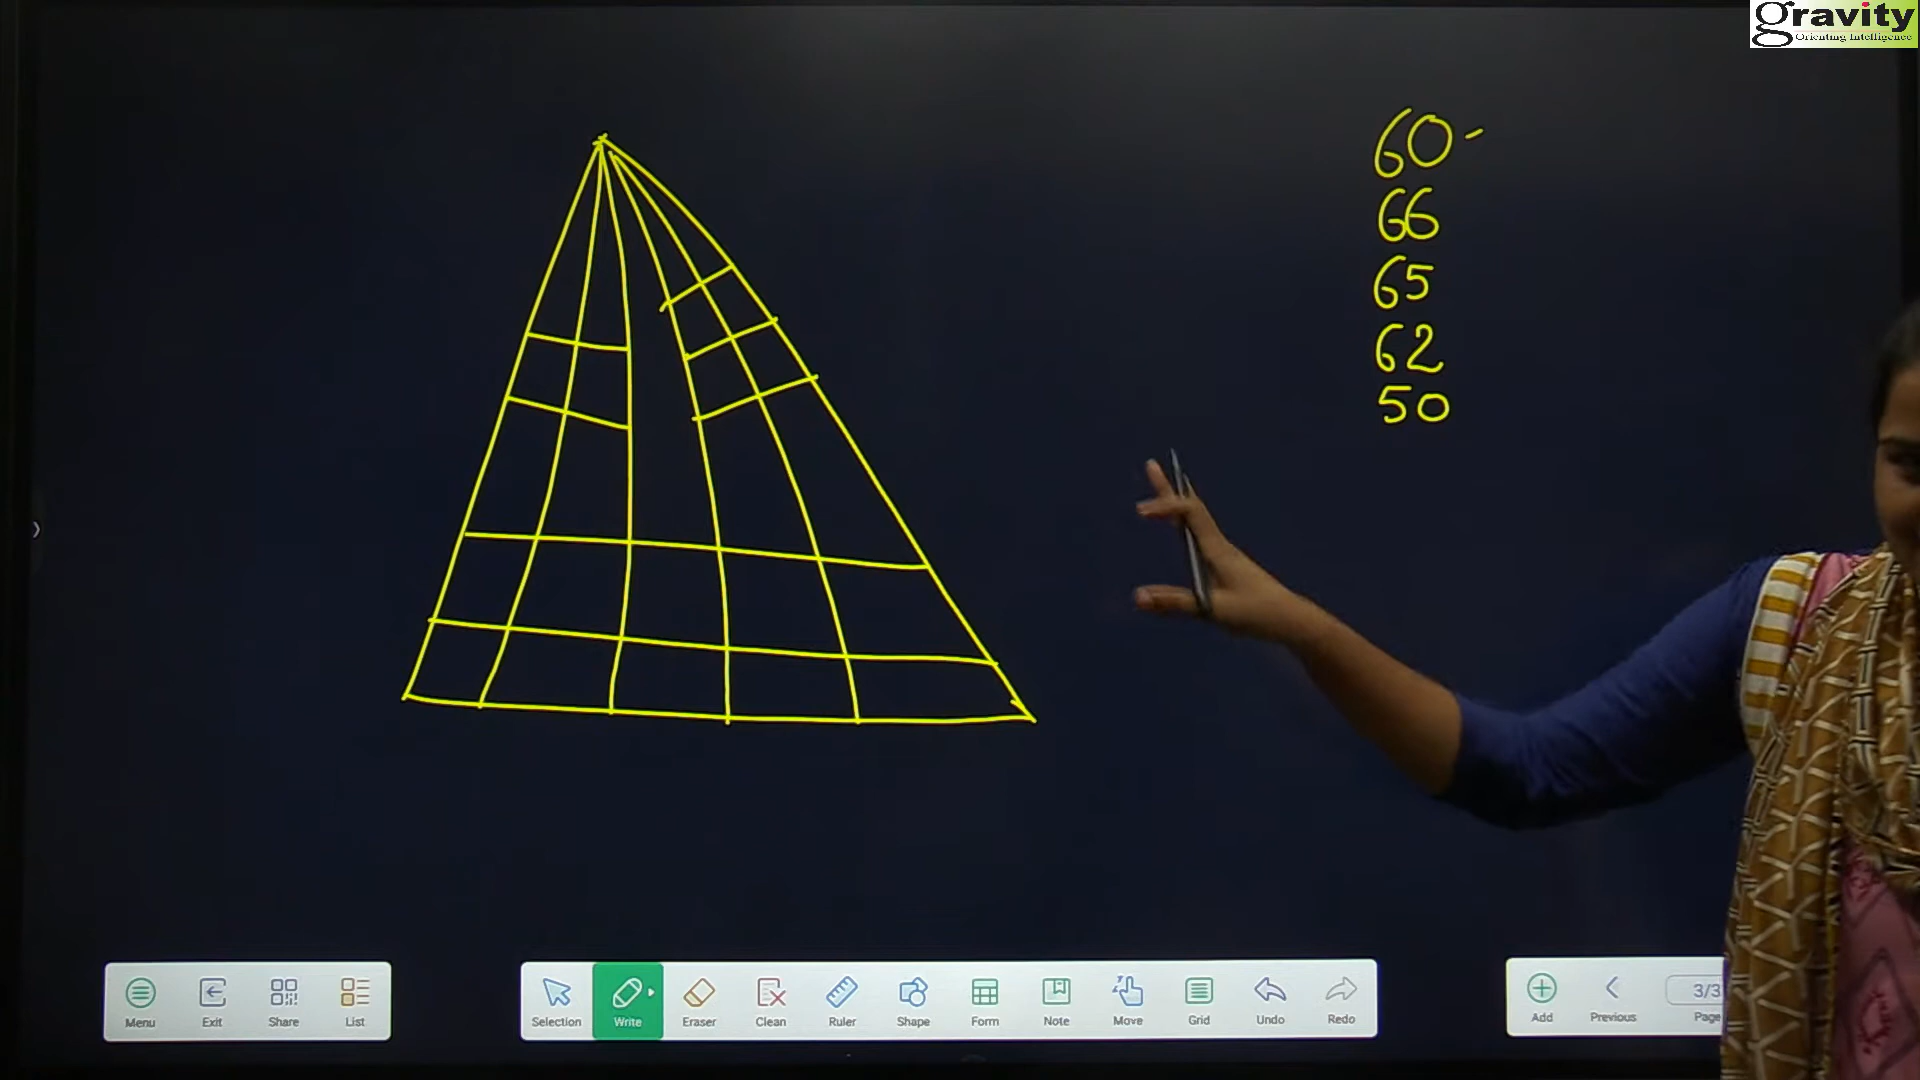 gravity
Orienting Intelligence
60-
66
65
62
50
Menu
Exit
Share
List
Selection
Write
Eraser
Clean
Ruler
Shape
Form
Note
Move
Grid
Undo
Redo
Add
Previous
3/3
Page